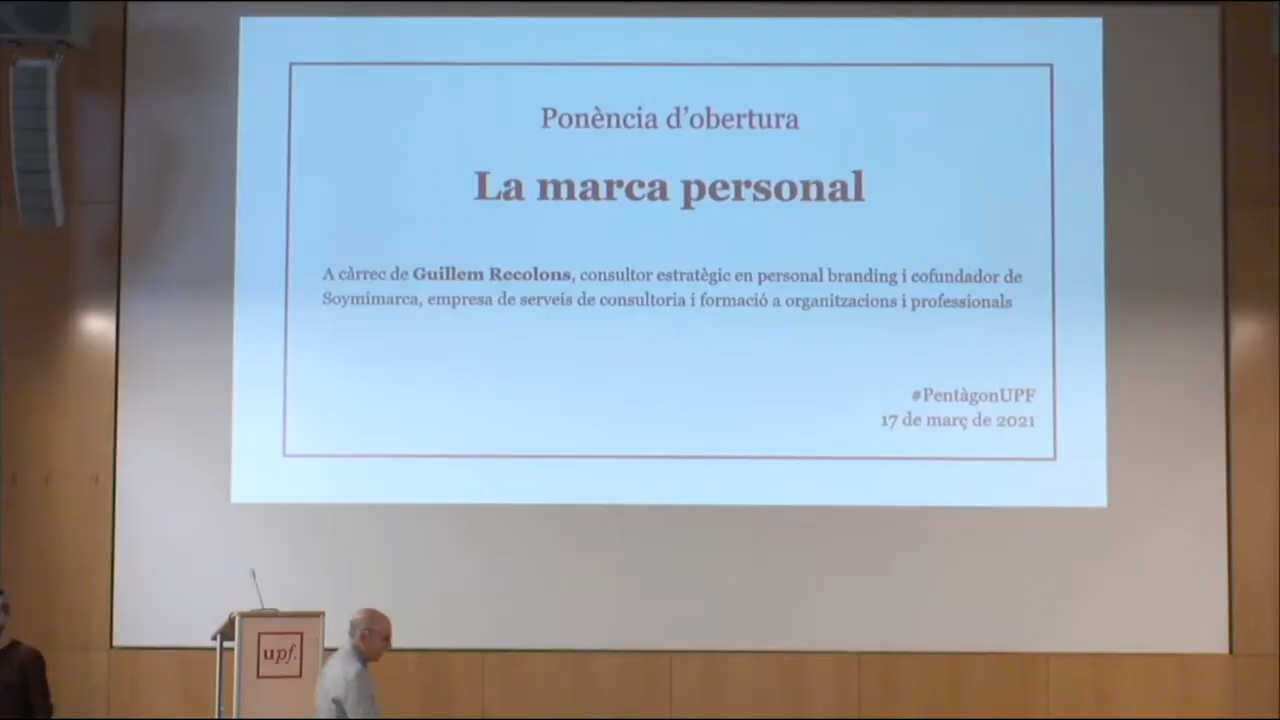 Ponència d'obertura
La marca personal
A càrrec de Guillem Recolons, consultor estratègic en personal branding i cofundador de
Soymimarca, empresa de serveis de consultoria i formació a organitzacions i professionals
#PentàgonUPF
17 de març de 2021
upf.